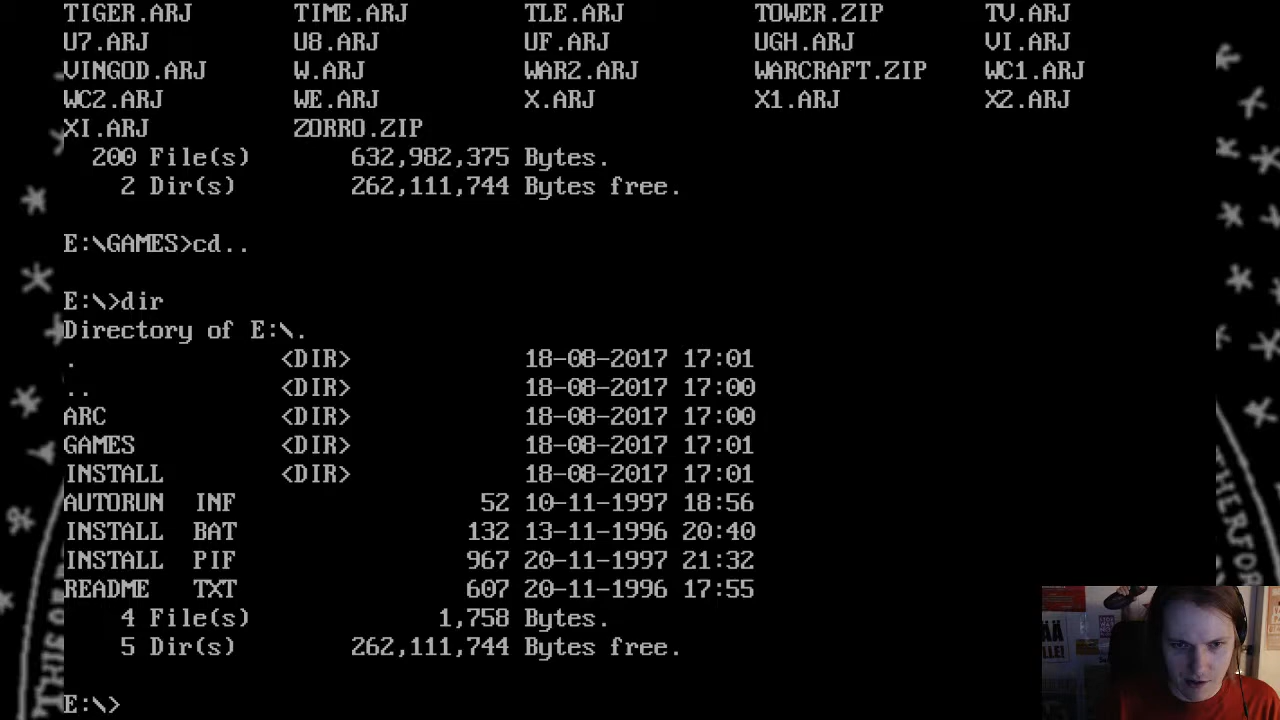 TIGER.ARJ TIME.ARJ TLE.ARJ TOWER.ZIP TV.ARJ
U7.ARJ U8.ARJ UF.ARJ UGH.ARJ VI.ARJ
VINGOD.ARJ W.ARJ WAR2.ARJ WARCRAFT.ZIP WC1.ARJ
WC2.ARJ WE.ARJ X.ARJ X1.ARJ X2.ARJ
XI.ARJ ZORRO.ZIP
200 File(s) 632,982,375 Bytes.
2 Dir(s) 262,111,744 Bytes free.
E:\GAMES>cd..
E:\>dir
Directory of E:\.
. <DIR> 18-08-2017 17:01
.. <DIR> 18-08-2017 17:00
ARC <DIR> 18-08-2017 17:00
GAMES <DIR> 18-08-2017 17:01
INSTALL <DIR> 18-08-2017 17:01
AUTORUN INF 52 10-11-1997 18:56
INSTALL BAT 132 13-11-1996 20:40
INSTALL PIF 967 20-11-1997 21:32
README TXT 607 20-11-1996 17:55
4 File(s) 1,758 Bytes.
5 Dir(s) 262,111,744 Bytes free.
E:\>
THIS
THEREFOR